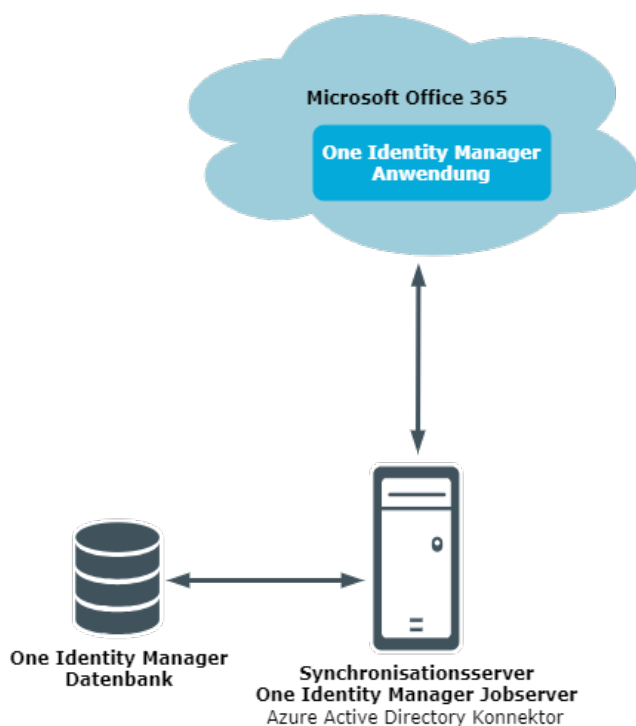 Microsoft Office 365
One Identity Manager
Anwendung
One Identity Manager
Datenbank
Synchronisationsserver
One Identity Manager Jobserver
Azure Active Directory Konnektor